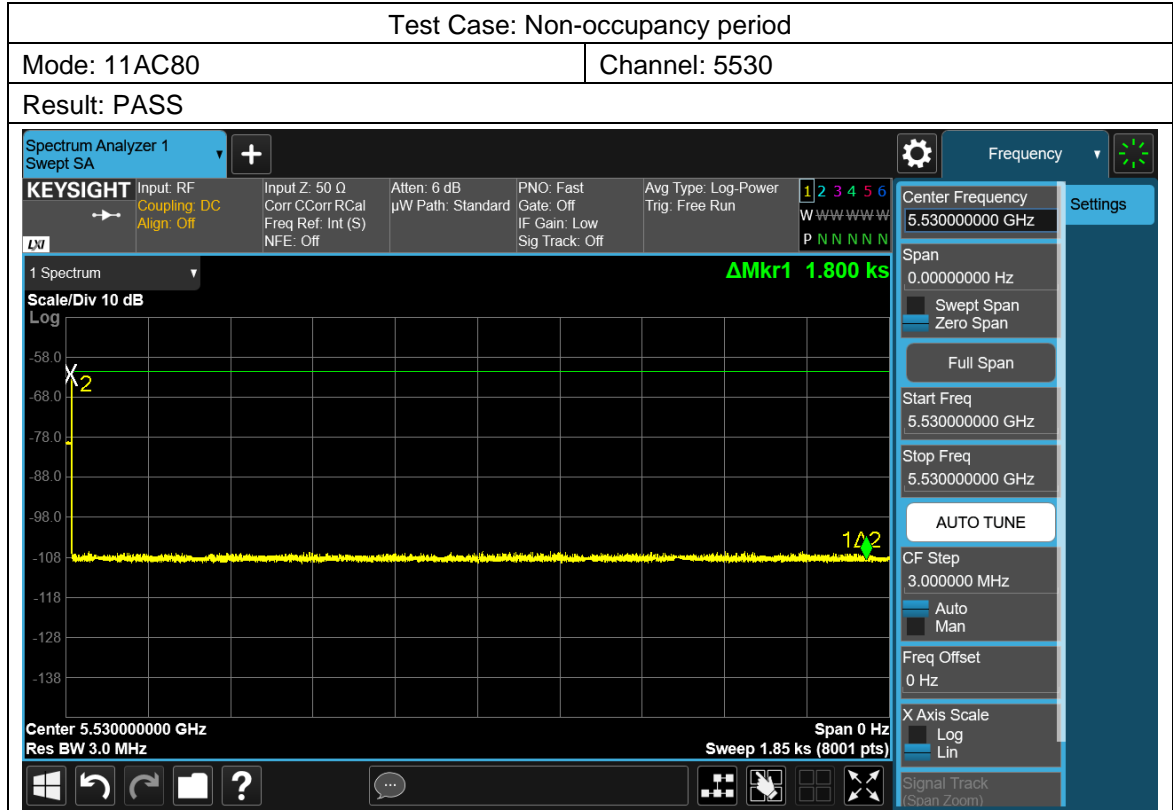 Test Case: Non-occupancy period
Mode: 11AC80 Channel: 5530
Result: PASS
Spectrum Analyzer 1
Swept SA
+
Frequency
KEYSIGHT
LXI
Input: RF
Coupling: DC
Align: Off
Input Z: 50 Ω
Corr CCorr RCal
Freq Ref: Int (S)
NFE: Off
Atten: 6 dB
µW Path: Standard
PNO: Fast
Gate: Off
IF Gain: Low
Sig Track: Off
Avg Type: Log-Power
Trig: Free Run
1 2 3 4 5 6
W W W W W W
P N N N N N
1 Spectrum
ΔMkr1 1.800 ks
Scale/Div 10 dB
Log
-58.0
-68.0
-78.0
-88.0
-98.0
-108
-118
-128
-138
X2
1Δ2
Center 5.530000000 GHz
Res BW 3.0 MHz
Span 0 Hz
Sweep 1.85 ks (8001 pts)
?
Center Frequency
5.530000000 GHz
Settings
Span
0.00000000 Hz
Swept Span
Zero Span
Full Span
Start Freq
5.530000000 GHz
Stop Freq
5.530000000 GHz
AUTO TUNE
CF Step
3.000000 MHz
Auto
Man
Freq Offset
0 Hz
X Axis Scale
Log
Lin
Signal Track
(Span Zoom)